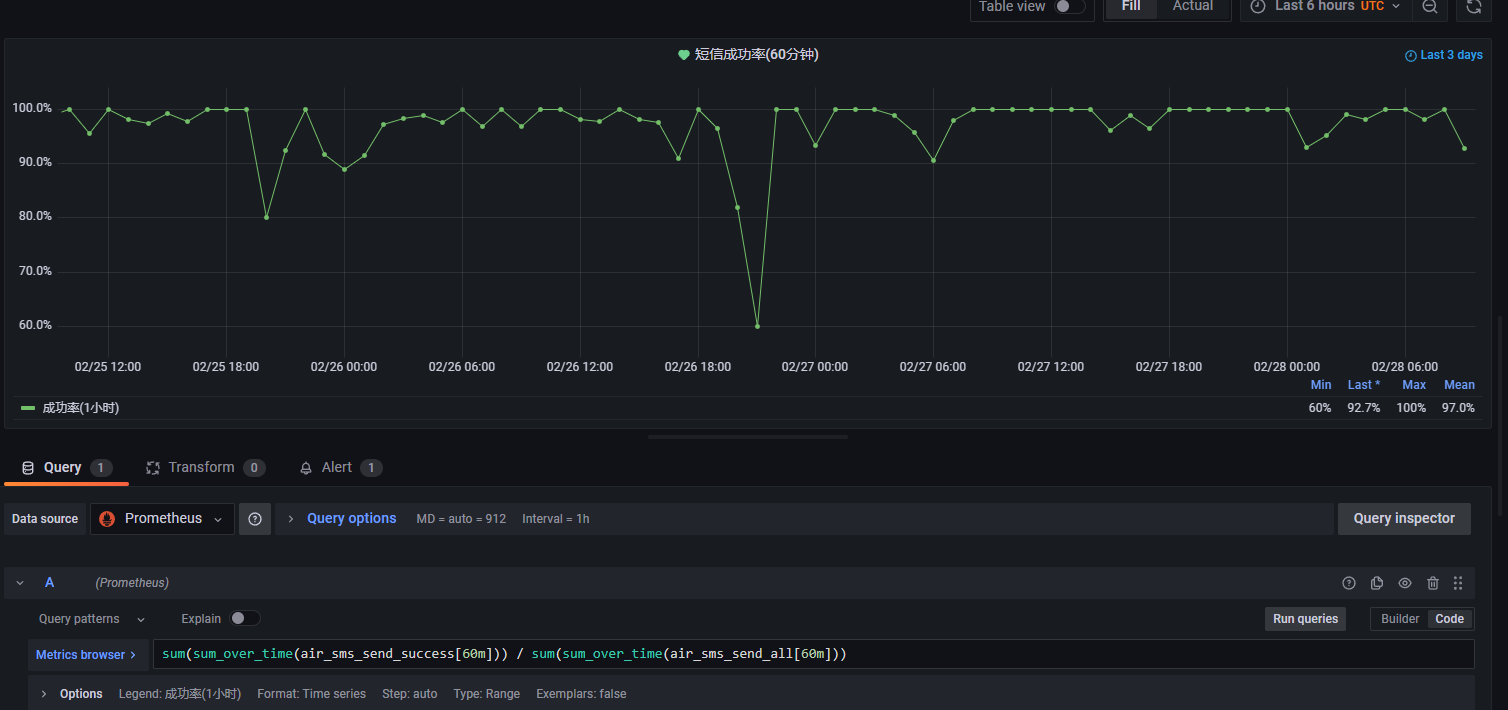 Table view Fill Actual Last 6 hours UTC
短信成功率(60分钟) Last 3 days
100.0%
90.0%
80.0%
70.0%
60.0%
02/25 12:00 02/25 18:00 02/26 00:00 02/26 06:00 02/26 12:00 02/26 18:00 02/27 00:00 02/27 06:00 02/27 12:00 02/27 18:00 02/28 00:00 02/28 06:00
Min Last * Max Mean
成功率(1小时) 60% 92.7% 100% 97.0%
Query 1 Transform 0 Alert 1
Data source Prometheus Query options MD = auto = 912 Interval = 1h Query inspector
A (Prometheus)
Query patterns Explain Run queries Builder Code
Metrics browser > sum(sum_over_time(air_sms_send_success[60m])) / sum(sum_over_time(air_sms_send_all[60m]))
Options Legend: 成功率(1小时) Format: Time series Step: auto Type: Range Exemplars: false